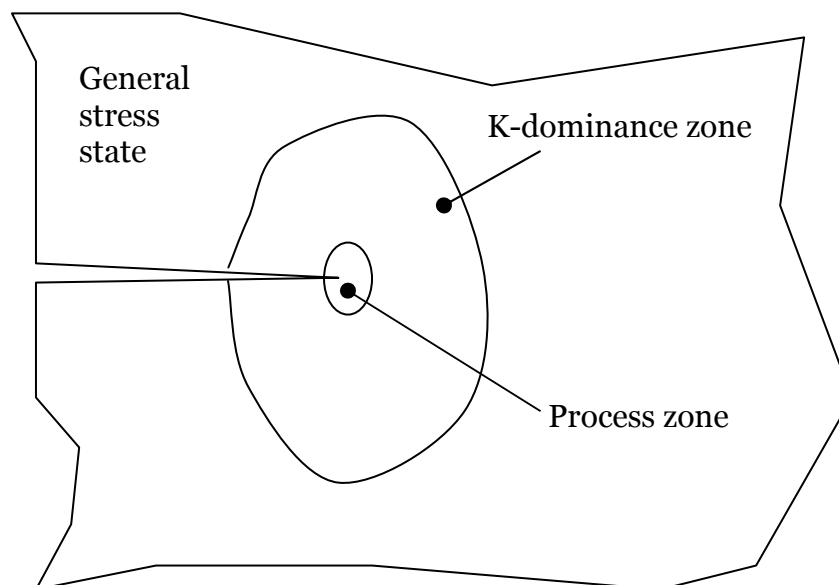 General
stress
state
K-dominance zone
Process zone